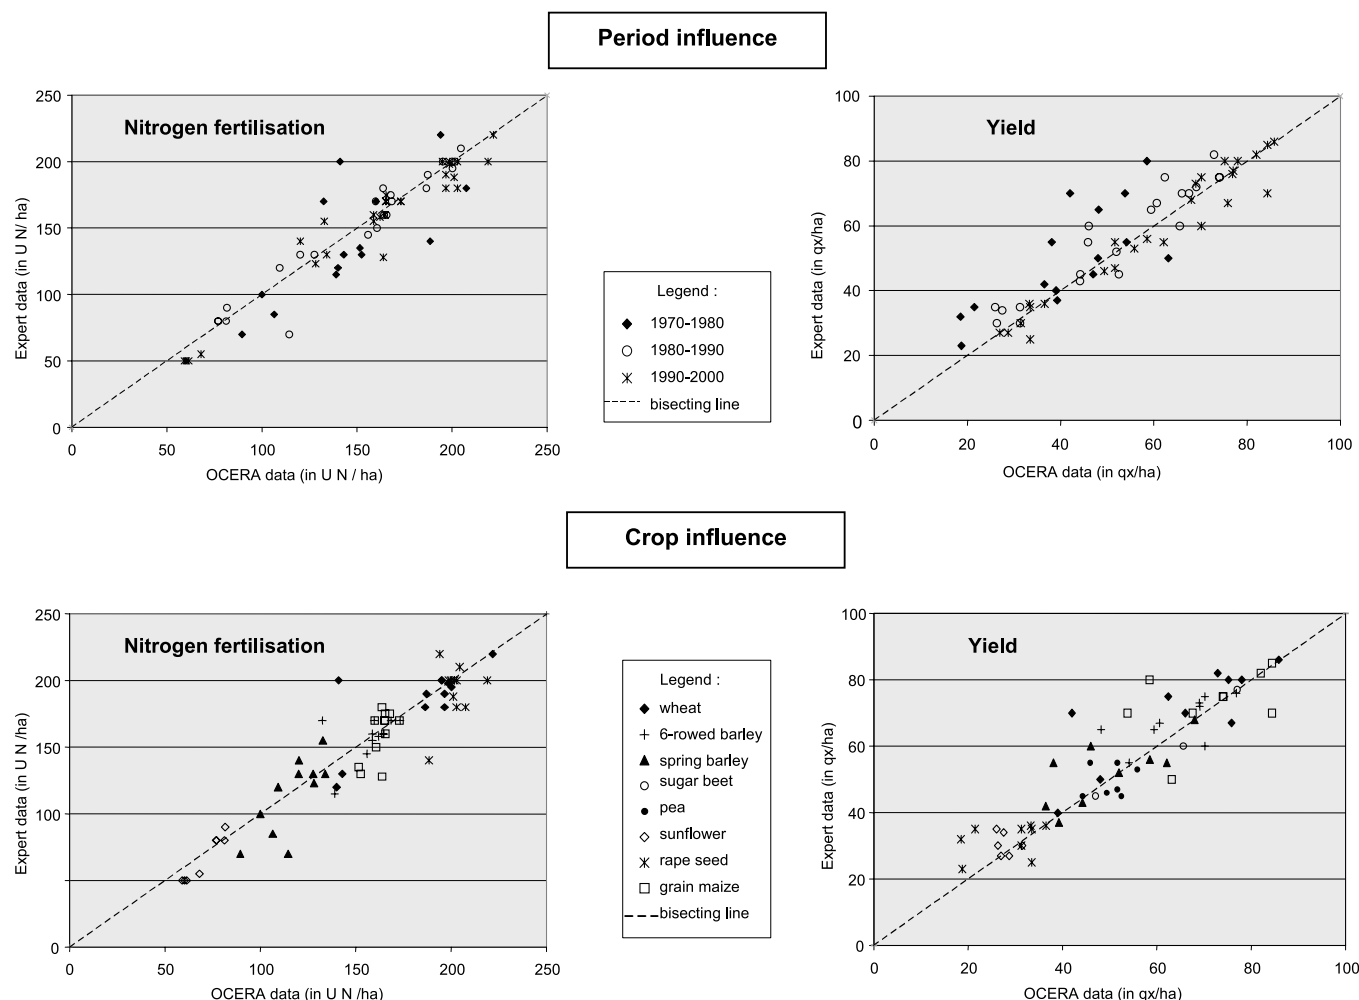 Period influence
250
200
150
100
50
0
Expert data (in U N/ ha)
Nitrogen fertilisation
0
50
100
150
200
250
OCERA data (in U N / ha)
Legend :
1970-1980
1980-1990
1990-2000
bisecting line
100
80
60
40
20
0
Expert data (in qx/ha)
Yield
0
20
40
60
80
100
OCERA data (in qx/ha)
Crop influence
250
200
150
100
50
0
Expert data (in U N /ha)
Nitrogen fertilisation
0
50
100
150
200
250
OCERA data (in U N /ha)
Legend :
wheat
6-rowed barley
spring barley
sugar beet
pea
sunflower
rape seed
grain maize
bisecting line
100
80
60
40
20
0
Expert data (in qx/ha)
Yield
0
20
40
60
80
100
OCERA data (in qx/ha)